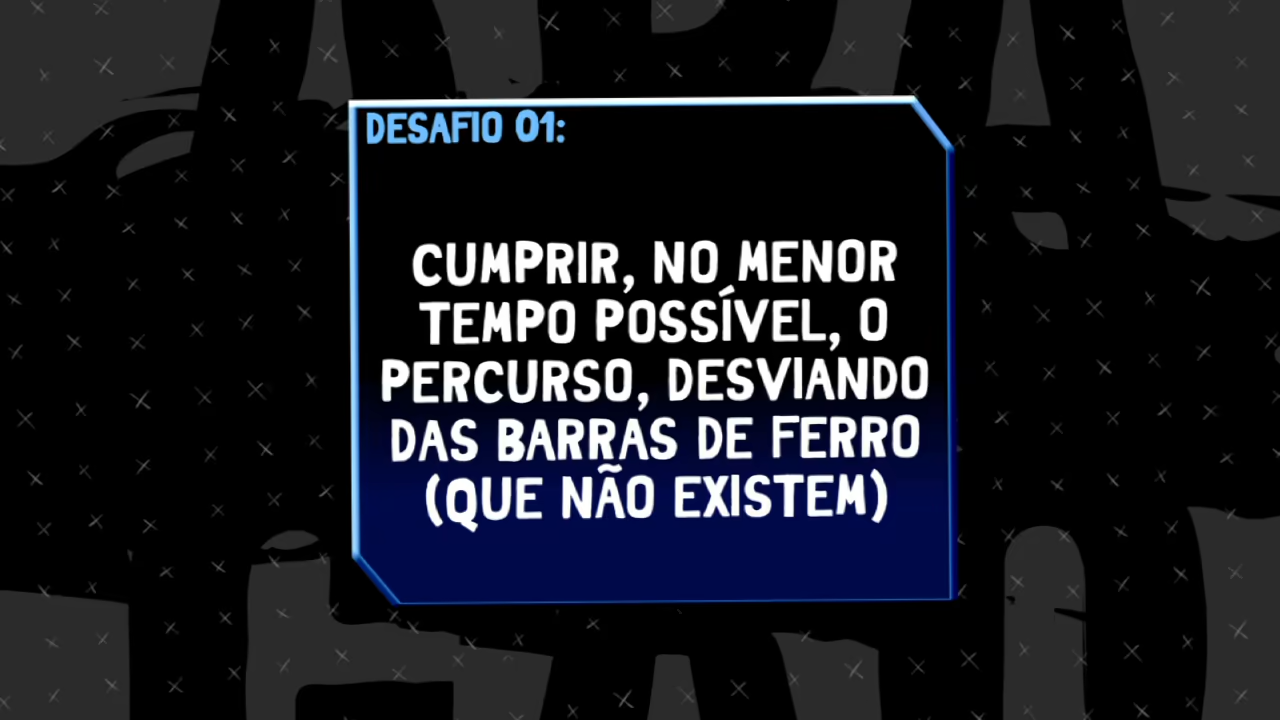 DESAFIO 01:
CUMPRIR, NO MENOR
TEMPO POSSÍVEL, O
PERCURSO, DESVIANDO
DAS BARRAS DE FERRO
(QUE NÃO EXISTEM)